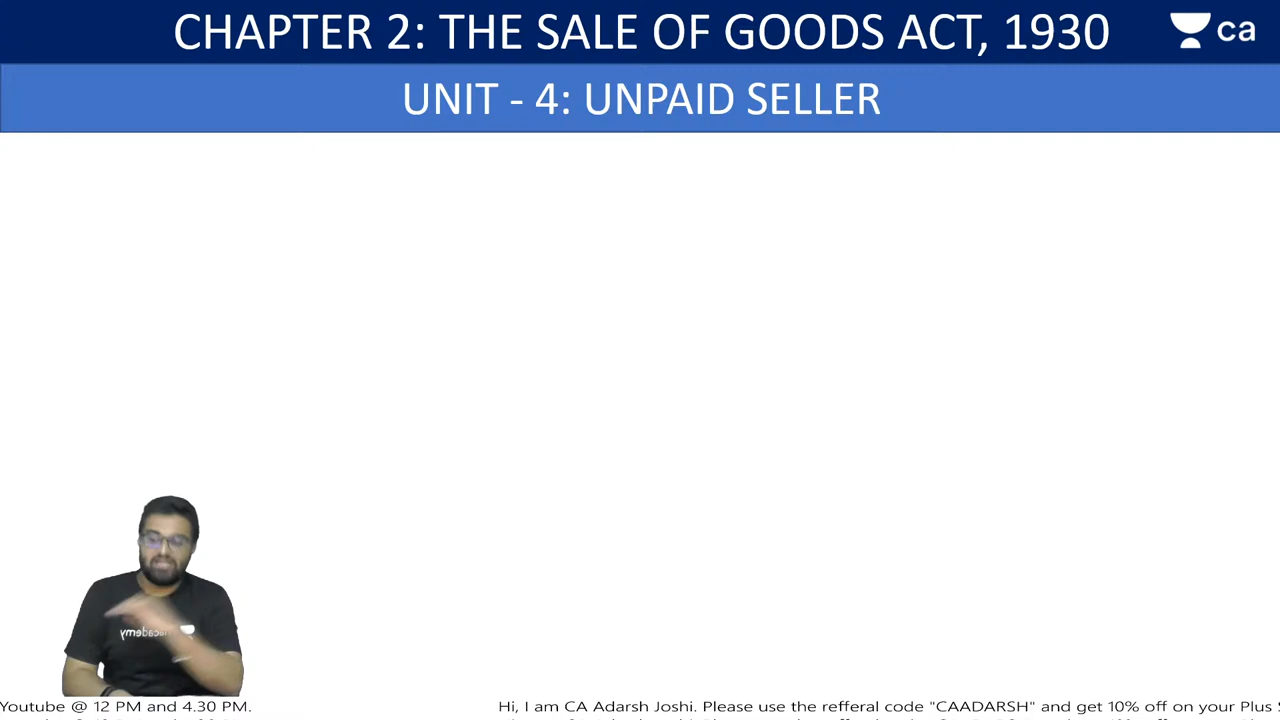 CHAPTER 2: THE SALE OF GOODS ACT, 1930
ca
UNIT - 4: UNPAID SELLER
Youtube @ 12 PM and 4.30 PM.
Hi, I am CA Adarsh Joshi. Please use the refferal code "CAADARSH" and get 10% off on your Plus